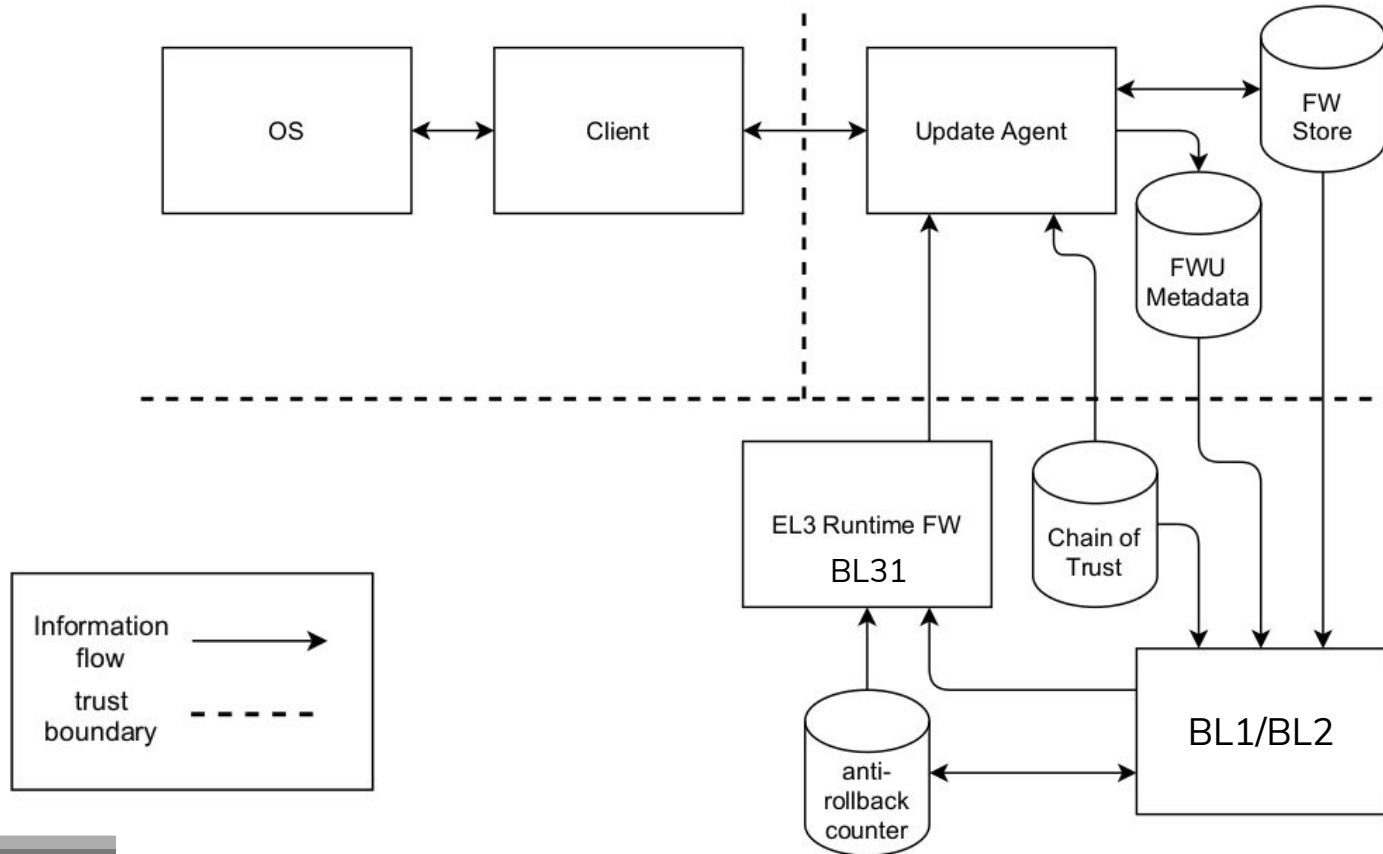 OS
Client
Update Agent
FW
Store
FWU
Metadata
EL3 Runtime FW
BL31
Chain of
Trust
Information
flow
trust
boundary
BL1/BL2
anti-
rollback
counter